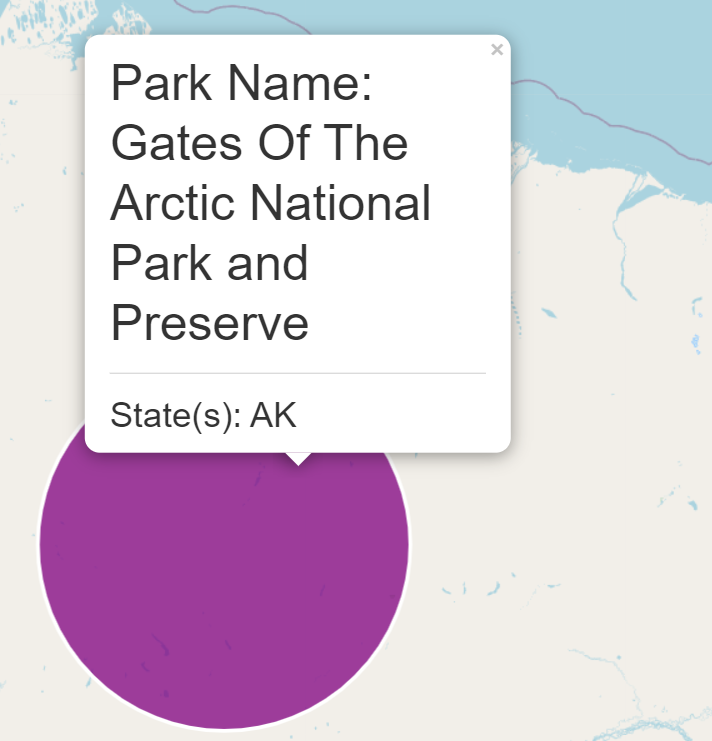 ×
Park Name:
Gates Of The
Arctic National
Park and
Preserve
State(s): AK